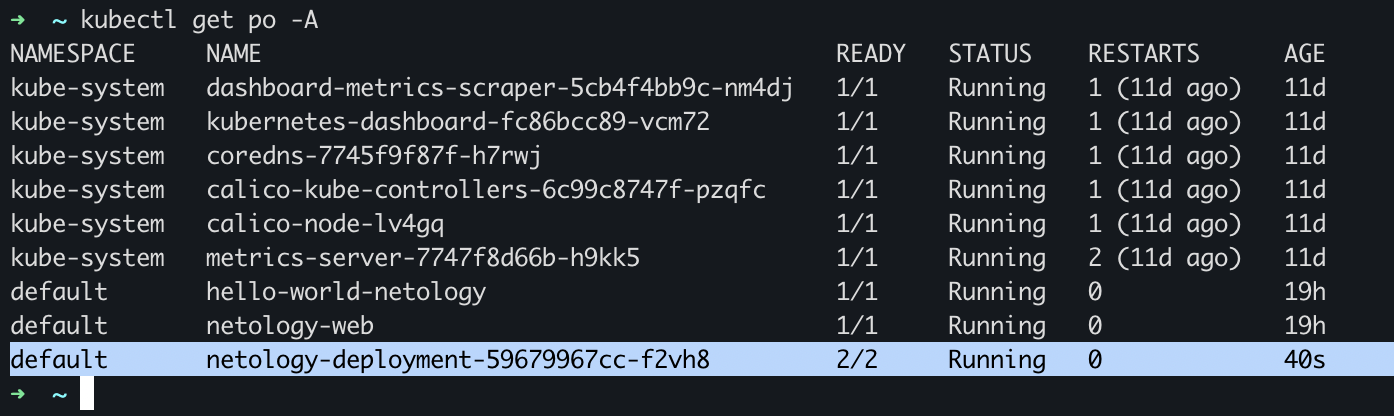 ➜  ~ kubectl get po -A
NAMESPACE     NAME                                         READY   STATUS    RESTARTS      AGE
kube-system   dashboard-metrics-scraper-5cb4f4bb9c-nm4dj   1/1     Running   1 (11d ago)   11d
kube-system   kubernetes-dashboard-fc86bcc89-vcm72         1/1     Running   1 (11d ago)   11d
kube-system   coredns-7745f9f87f-h7rwj                     1/1     Running   1 (11d ago)   11d
kube-system   calico-kube-controllers-6c99c8747f-pzqfc     1/1     Running   1 (11d ago)   11d
kube-system   calico-node-lv4gq                            1/1     Running   1 (11d ago)   11d
kube-system   metrics-server-7747f8d66b-h9kk5              1/1     Running   2 (11d ago)   11d
default       hello-world-netology                         1/1     Running   0             19h
default       netology-web                                 1/1     Running   0             19h
default       netology-deployment-59679967cc-f2vh8         2/2     Running   0             40s
➜  ~